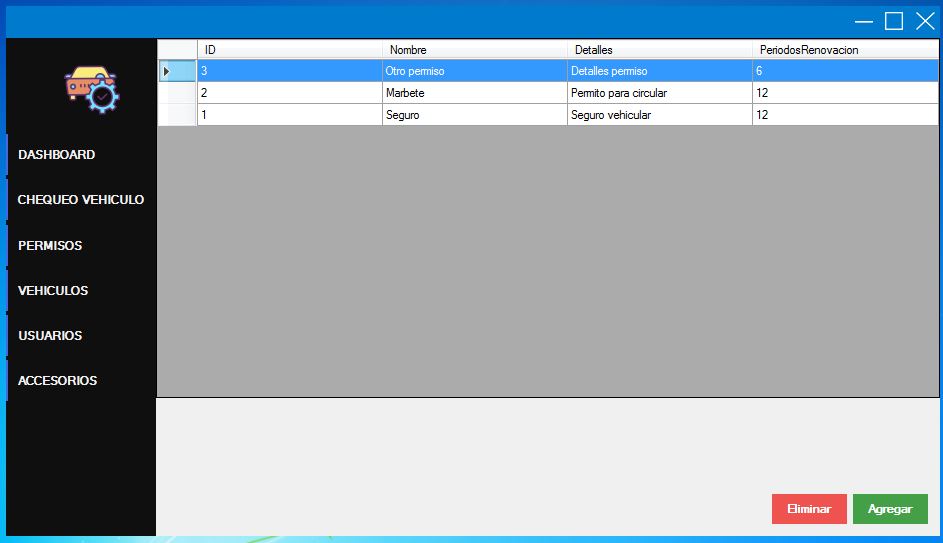 ID Nombre Detalles PeriodosRenovacion
3 Otro permiso Detalles permiso 6
2 Marbete Permito para circular 12
1 Seguro Seguro vehicular 12
DASHBOARD
CHEQUEO VEHICULO
PERMISOS
VEHICULOS
USUARIOS
ACCESORIOS
Eliminar Agregar